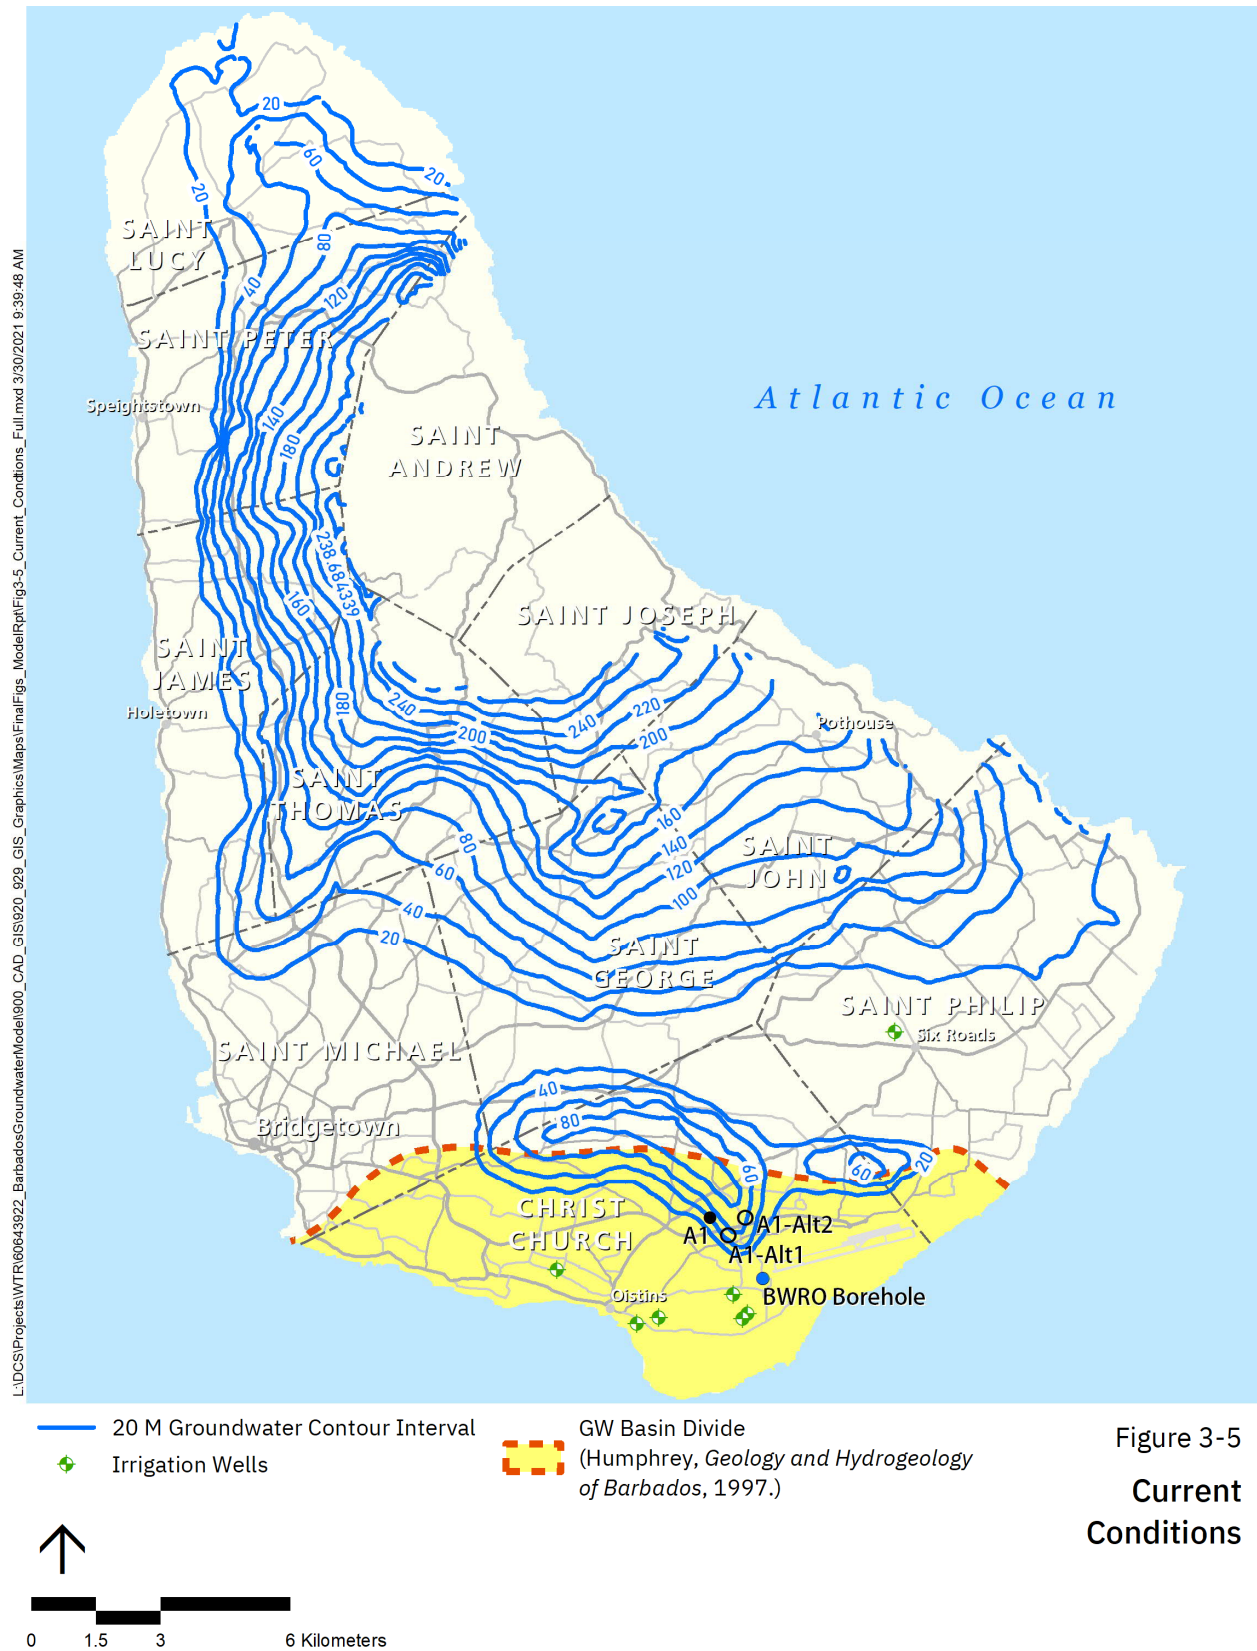 L:\DCS\Projects\WTR\60643922_BarbadosGroundwaterModel\900_CAD_GIS\920_929_GIS_Graphics\Maps\FinalFigs_ModelRpt\Fig3-5_Current_Condtions_Full.mxd 3/30/2021 9:39:48 AM
20
60
20
20
SAINT
LUCY
80
40
120
SAINT PETER
Atlantic Ocean
Speightstown
140
180
SAINT
ANDREW
238.684339
160
SAINT JOSEPH
SAINT
JAMES
180
240
220
Holetown
240
200
200
Pothouse
SAINT
THOMAS
160
80
140
SAINT
JOHN
120
60
100
40
20
SAINT
GEORGE
SAINT PHILIP
Six Roads
SAINT MICHAEL
40
80
Bridgetown
60
60
20
CHRIST
CHURCH
A1
A1-Alt2
A1-Alt1
Oistins
BWRO Borehole
20 M Groundwater Contour Interval
Irrigation Wells
GW Basin Divide
(Humphrey, Geology and Hydrogeology
of Barbados, 1997.)
Figure 3-5
Current
Conditions
0 1.5 3 6 Kilometers